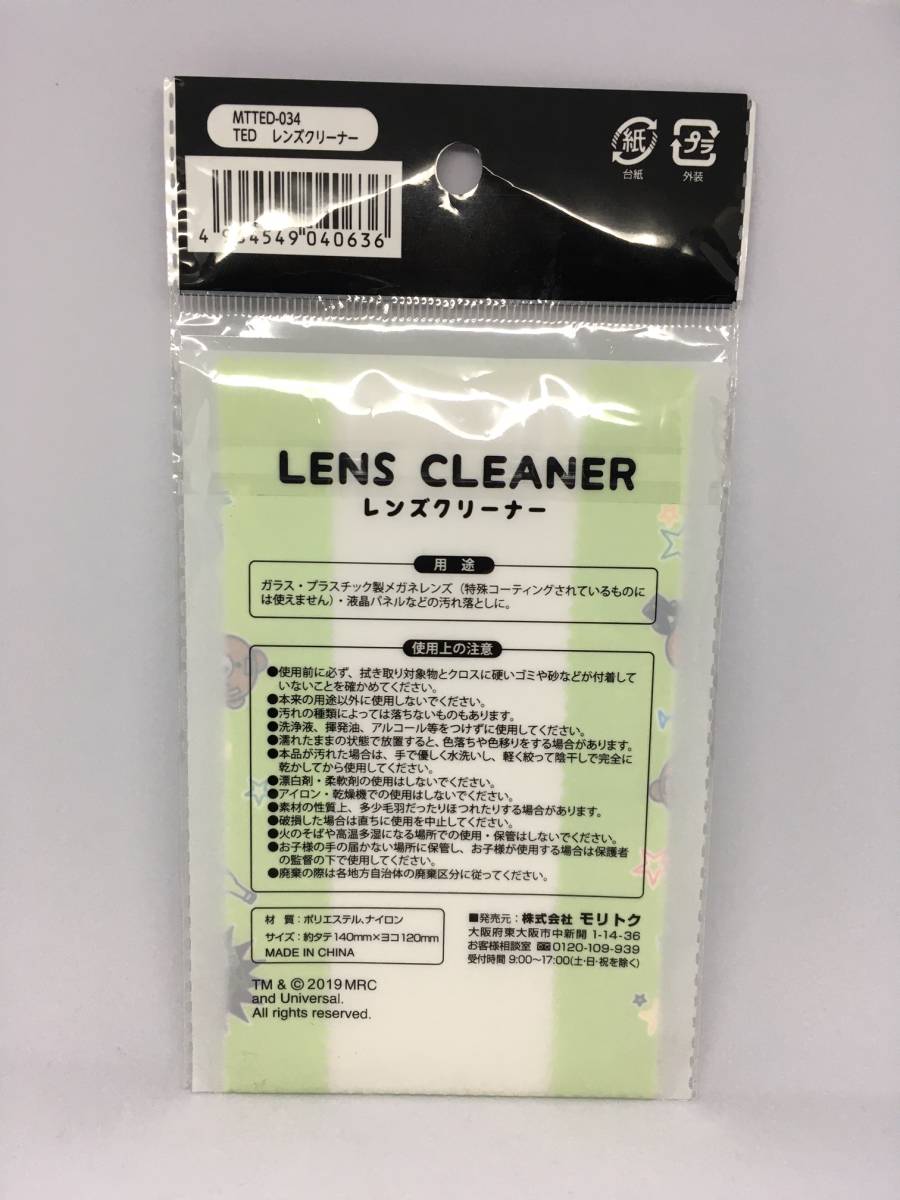 MTTED-034
TED レンズクリーナー
549 040636
紙
台紙
プラ
外装
LENS CLEANER
レンズクリーナー
用途
ガラス・プラスチック製メガネレンズ（特殊コーティングされているものに
は使えません）・液晶パネルなどの汚れ落としに。
使用上の注意
●使用前に必ず、拭き取り対象物とクロスに硬いゴミや砂などが付着して
いないことを確かめてください。
●本来の用途以外に使用しないでください。
●汚れの種類によっては落ちないものもあります。
●洗浄液、揮発油、アルコール等をつけずに使用してください。
●濡れたままの状態で放置すると、色落ちや色移りをする場合があります。
●本品が汚れた場合は、手で優しく水洗いし、軽く絞って陰干しで完全に
乾かしてから使用してください。
●漂白剤・柔軟剤の使用はしないでください。
●アイロン・乾燥機での使用はしないでください。
●素材の性質上、多少毛羽だったりほつれたりする場合があります。
●破損した場合は直ちに使用を中止してください。
●火のそばや高温多湿になる場所での使用・保管はしないでください。
●お子様の手の届かない場所に保管し、お子様が使用する場合は保護者
の監督の下で使用してください。
●廃棄の際は各地方自治体の廃棄区分に従ってください。
材 質：ポリエステル、ナイロン
サイズ：約タテ140mm×ヨコ120mm
MADE IN CHINA
■発売元：株式会社 モリトク
大阪府東大阪市中新開 1-14-36
お客様相談室 0120-109-939
受付時間 9:00〜17:00(土・日・祝を除く)
TM & © 2019 MRC
and Universal.
All rights reserved.